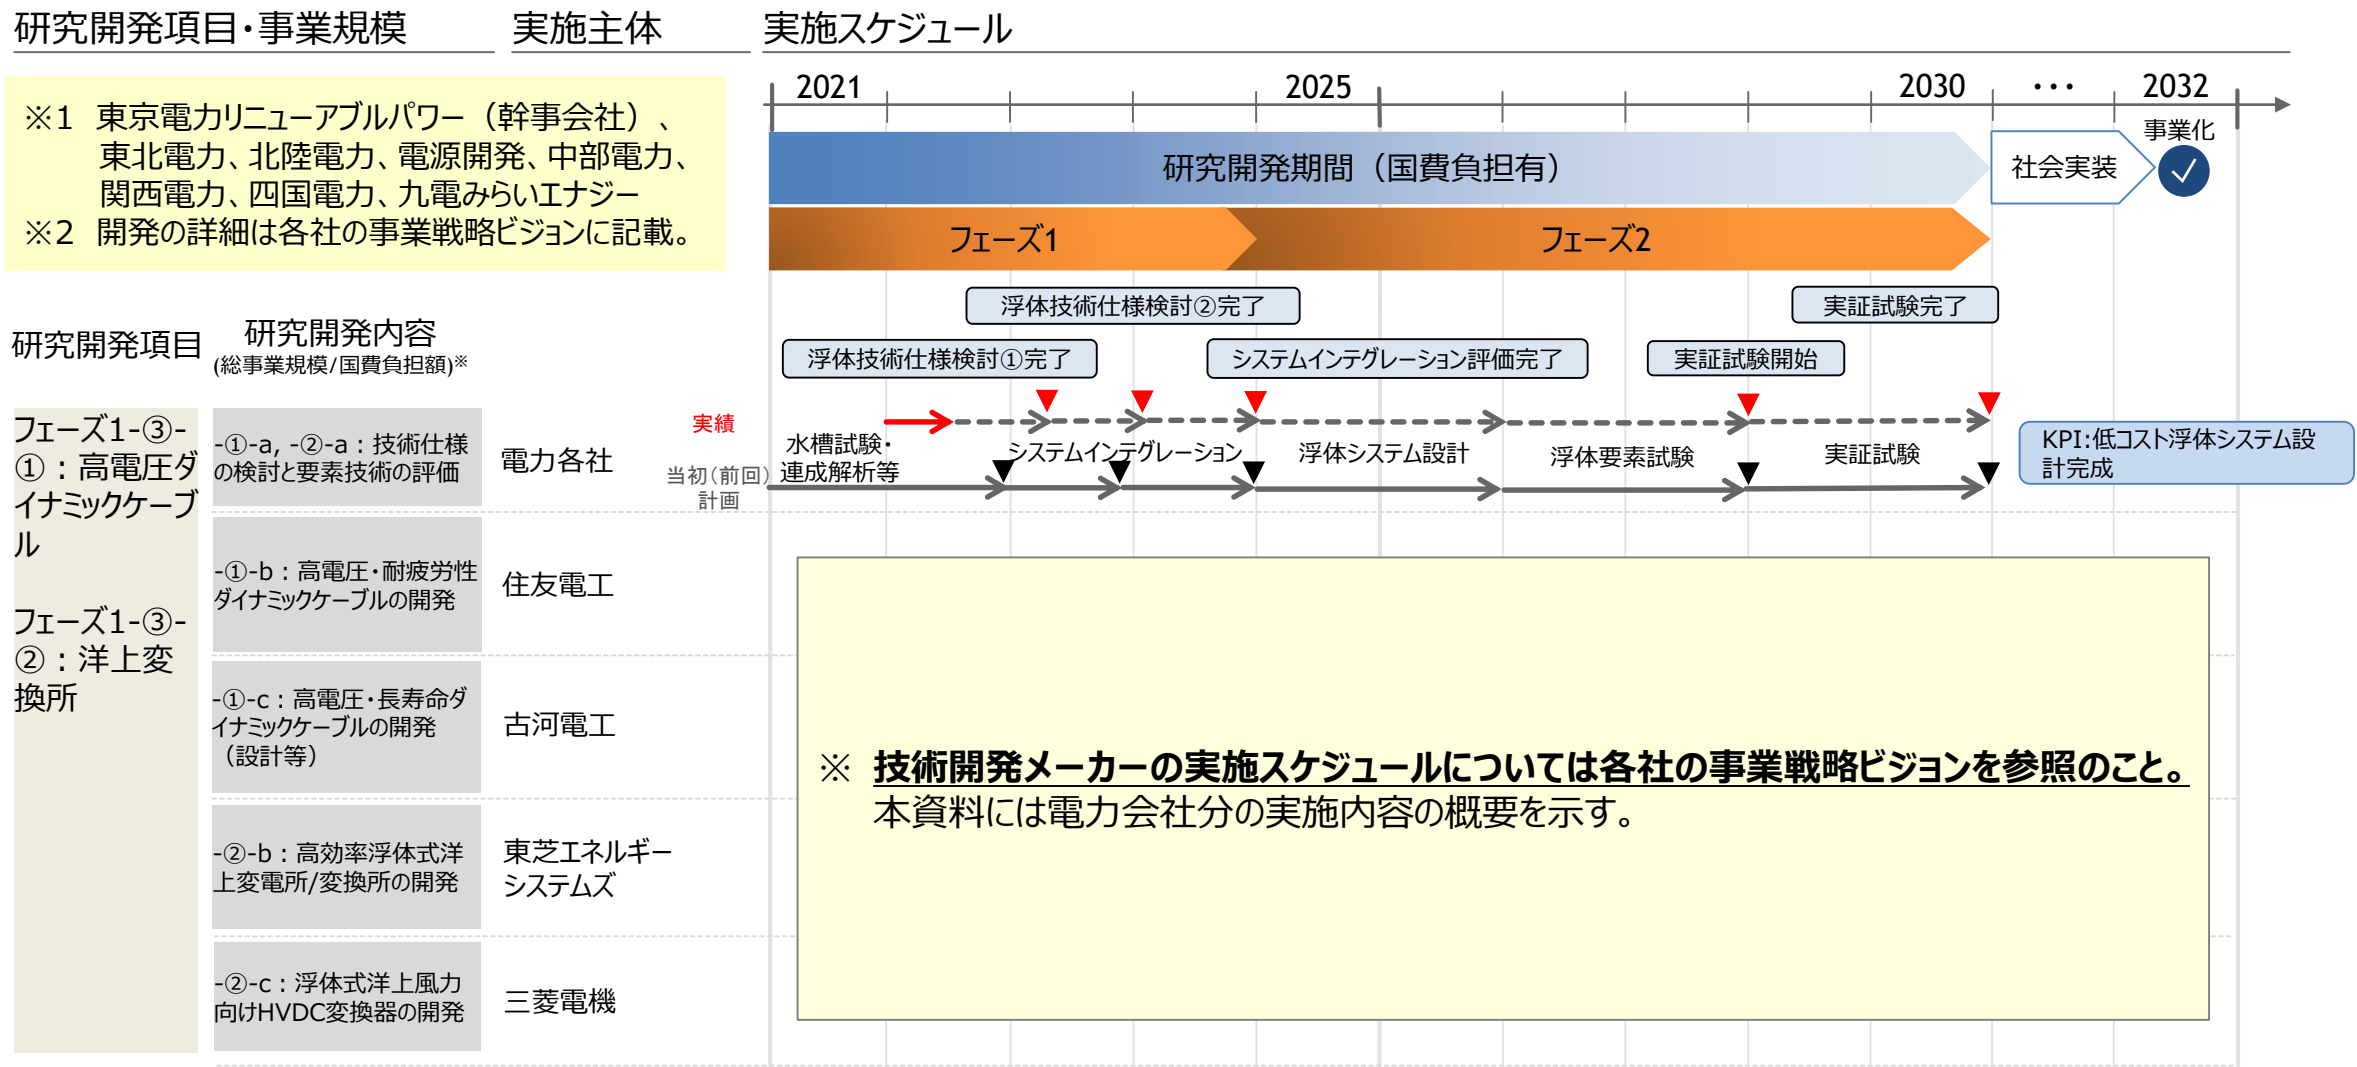 研究開発項目・事業規模
実施主体
実施スケジュール
※1 東京電力リニューアブルパワー（幹事会社）、
東北電力、北陸電力、電源開発、中部電力、
関西電力、四国電力、九電みらいエナジー
※2 開発の詳細は各社の事業戦略ビジョンに記載。
2021
2025
2030
・・・
2032
事業化
研究開発期間（国費負担有）
社会実装
フェーズ1
フェーズ2
浮体技術仕様検討②完了
実証試験完了
浮体技術仕様検討①完了
システムインテグレーション評価完了
実証試験開始
研究開発項目
研究開発内容
(総事業規模/国費負担額)※
フェーズ1-③-
①：高電圧ダ
イナミックケーブ
ル
フェーズ1-③-
②：洋上変
換所
-①-a, -②-a：技術仕様
の検討と要素技術の評価
電力各社
実績
当初（前回）
計画
水槽試験・
連成解析等
システムインテグレーション
浮体システム設計
浮体要素試験
実証試験
KPI:低コスト浮体システム設
計完成
-①-b：高電圧・耐疲労性
ダイナミックケーブルの開発
住友電工
-①-c：高電圧・長寿命ダ
イナミックケーブルの開発
（設計等）
古河電工
-②-b：高効率浮体式洋
上変電所/変換所の開発
東芝エネルギー
システムズ
-②-c：浮体式洋上風力
向けHVDC変換器の開発
三菱電機
※ 技術開発メーカーの実施スケジュールについては各社の事業戦略ビジョンを参照のこと。
本資料には電力会社分の実施内容の概要を示す。